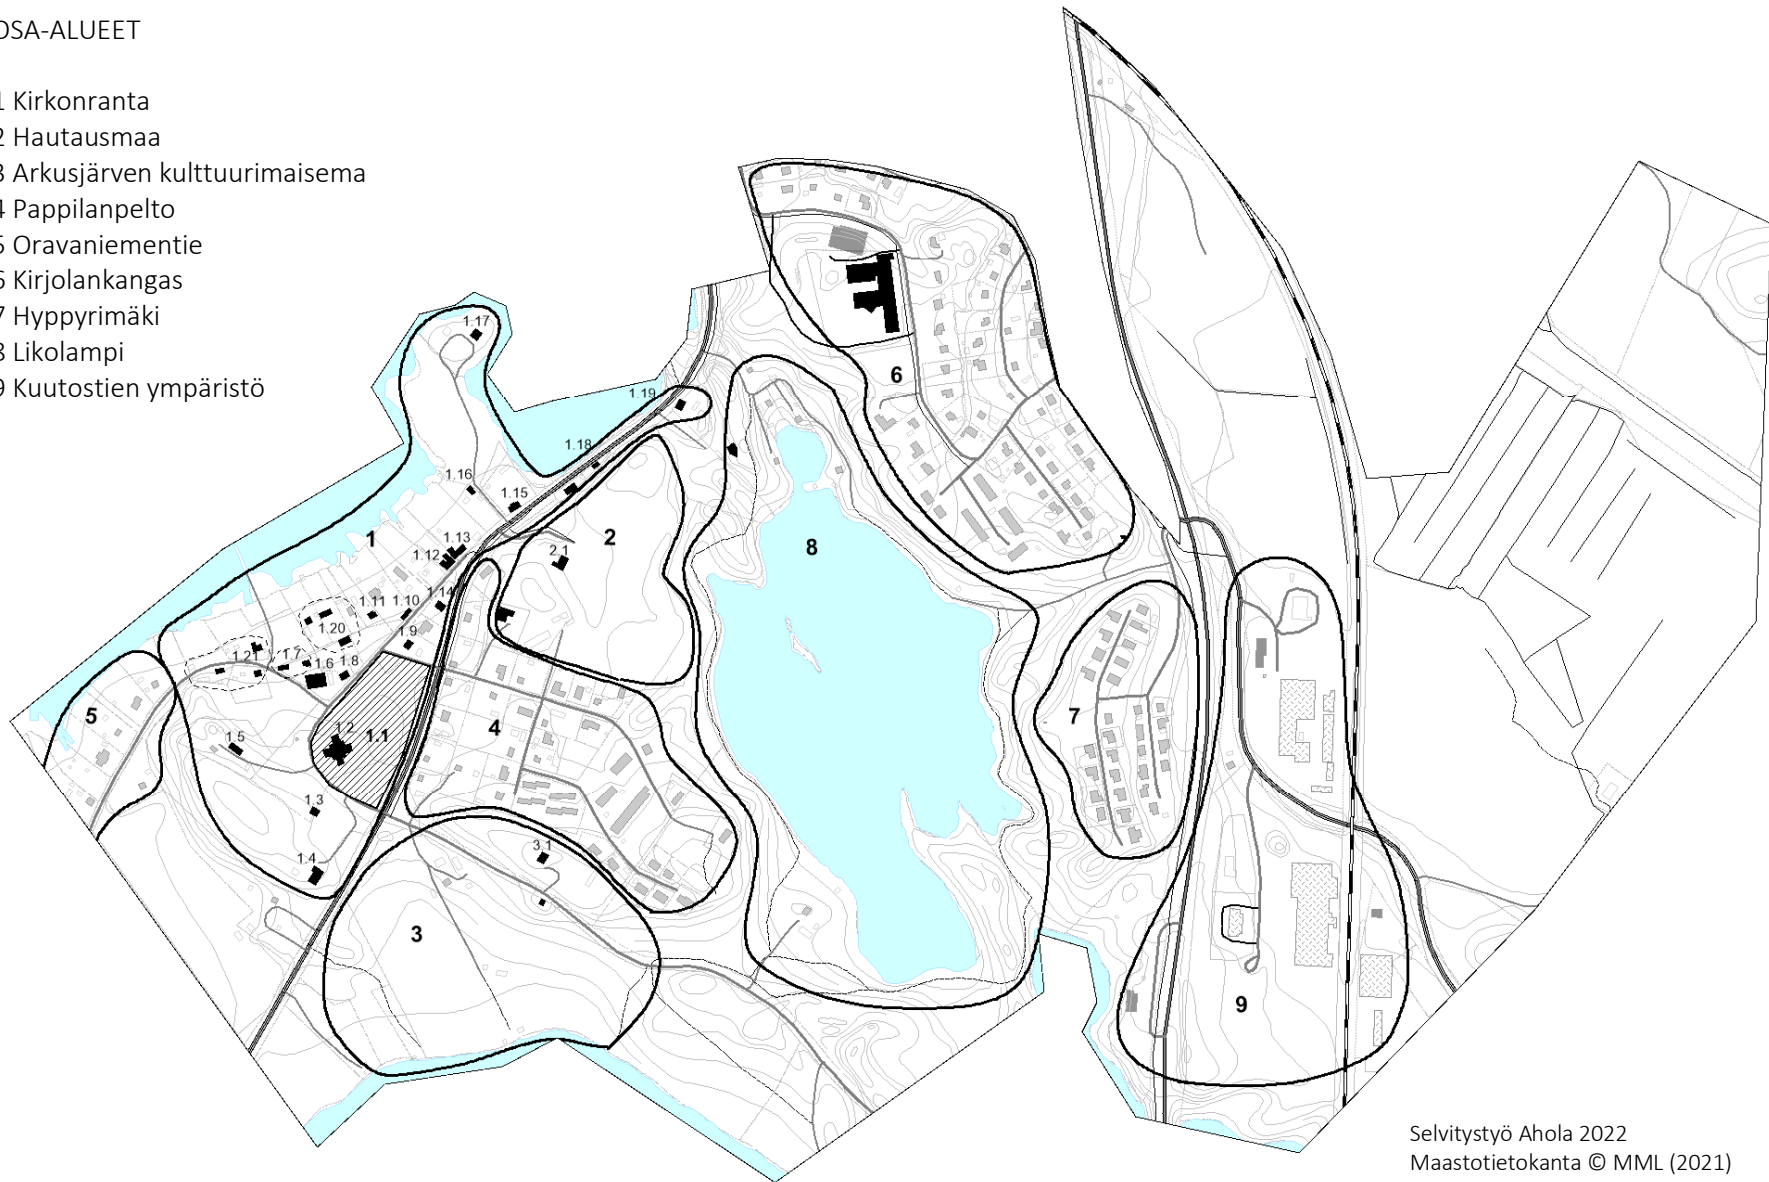 OSA-ALUEET
1 Kirkonranta
2 Hautausmaa
3 Arkusjärven kulttuurimaisema
4 Pappilanpelto
5 Oravaniementie
6 Kirjolankangas
7 Hyppyrimäki
8 Likolampi
9 Kuutostien ympäristö
1.17
1.19
6
1.18
1.16
1.15
1
2
8
1.13
1.12
2.1
1.14
1.11
1.10
1.20
1.9
1.21
1.7
1.6
1.8
5
7
4
1.2
1.1
1.5
1.3
3.1
1.4
3
9
Selvitystyö Ahola 2022
Maastotietokanta © MML (2021)